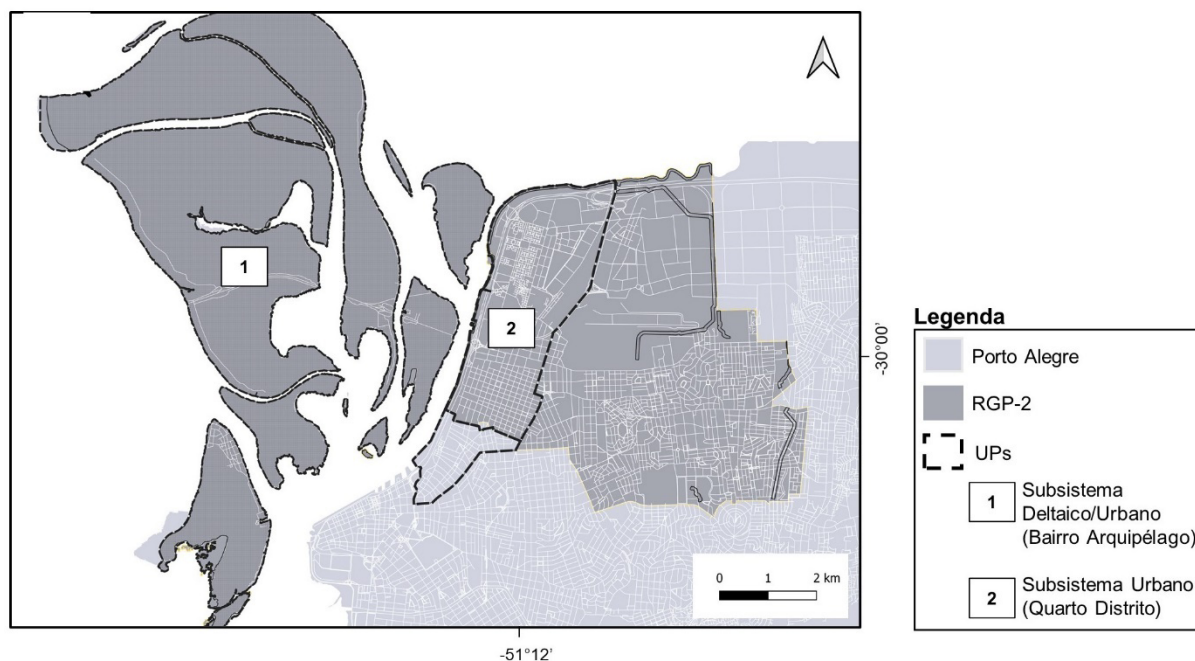 1
2
-30°00'
-51°12'
0 1 2 km
Legenda
Porto Alegre
RGP-2
UPs
1 Subsistema
Deltaico/Urbano
(Bairro Arquipélago)
2 Subsistema Urbano
(Quarto Distrito)